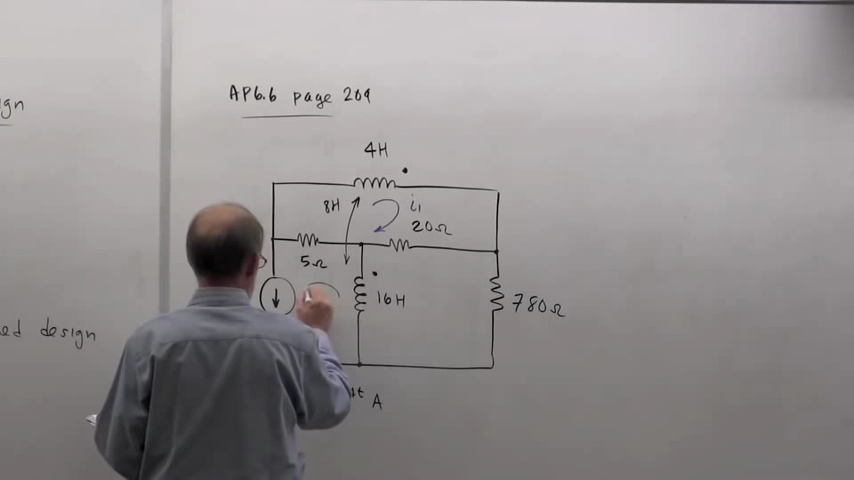 gn
AP6.6 page 209
4H
8H
i₁
20Ω
5Ω
16H
780Ω
ed design
A